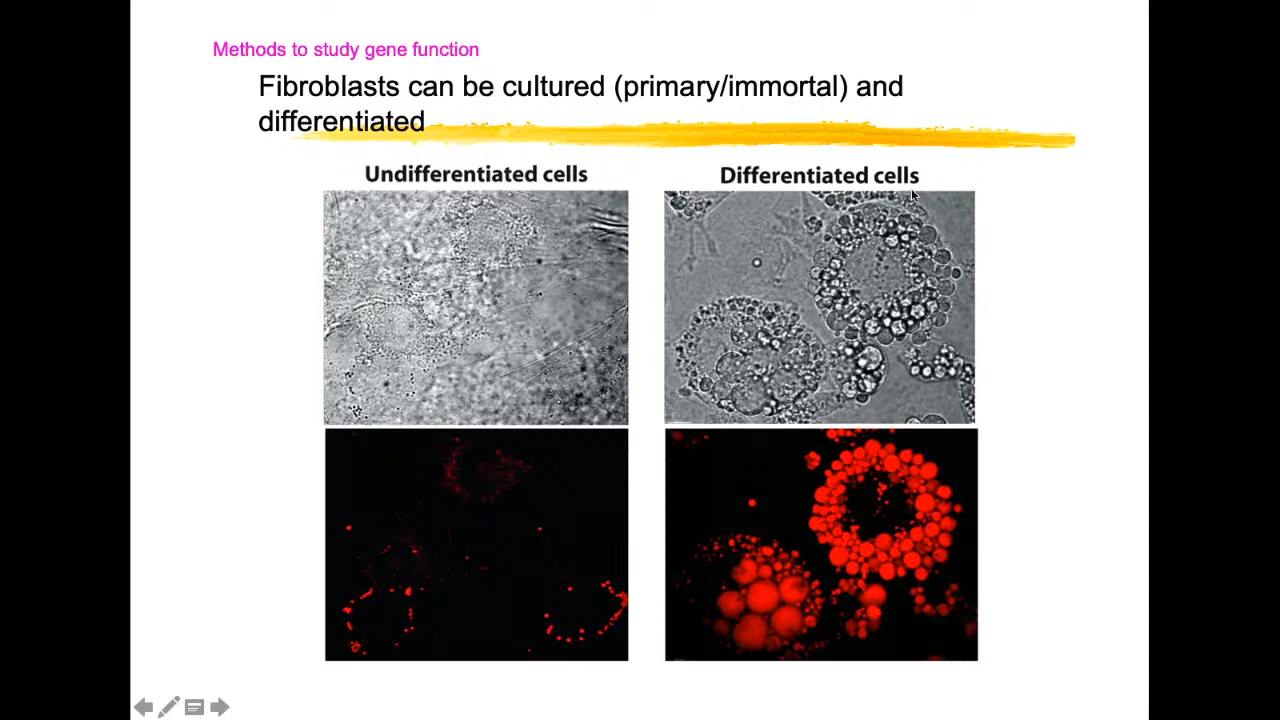 Methods to study gene function
Fibroblasts can be cultured (primary/immortal) and
differentiated
Undifferentiated cells
Differentiated cells